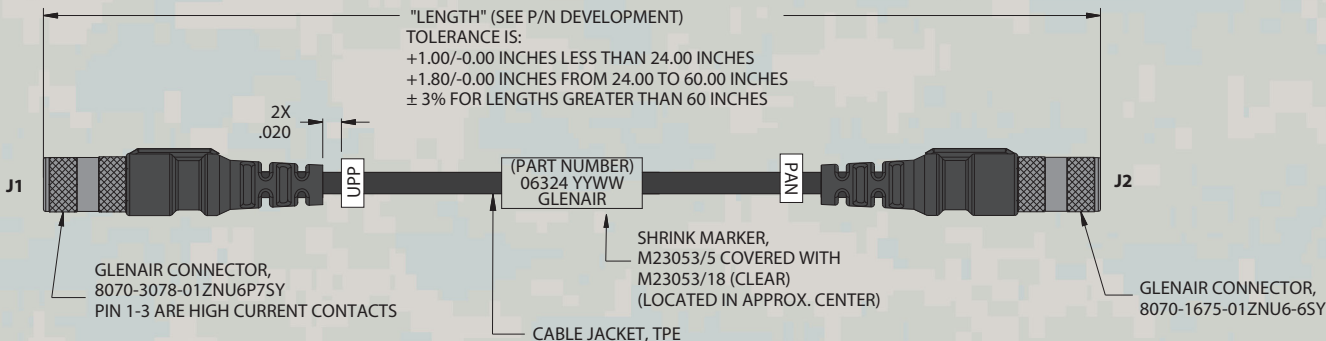 "LENGTH" (SEE P/N DEVELOPMENT)
TOLERANCE IS:
+1.00/-0.00 INCHES LESS THAN 24.00 INCHES
+1.80/-0.00 INCHES FROM 24.00 TO 60.00 INCHES
± 3% FOR LENGTHS GREATER THAN 60 INCHES
2X
.020
J1
UPP
(PART NUMBER)
06324 YYWW
GLENAIR
PAN
J2
GLENAIR CONNECTOR,
8070-3078-01ZNU6P7SY
PIN 1-3 ARE HIGH CURRENT CONTACTS
SHRINK MARKER,
M23053/5 COVERED WITH
M23053/18 (CLEAR)
(LOCATED IN APPROX. CENTER)
GLENAIR CONNECTOR,
8070-1675-01ZNU6-6SY
CABLE JACKET, TPE